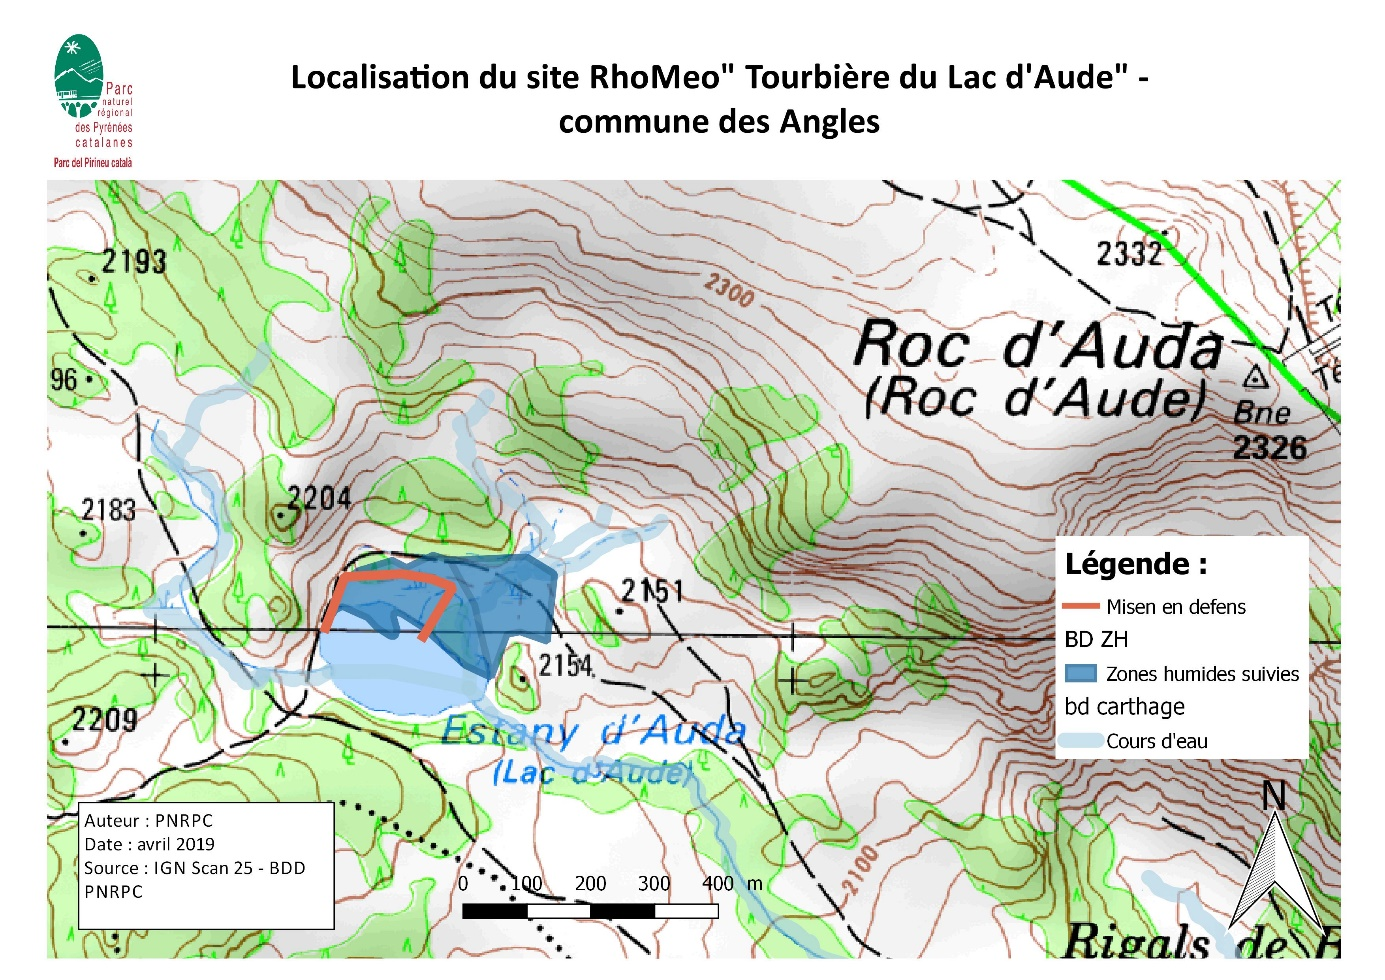 Parc
naturel
régional
des Pyrénées
catalanes
Parc del Pirineu català
Localisation du site RhoMeo" Tourbière du Lac d'Aude" -
commune des Angles
2193
2332
2300
Roc d'Auda
(Roc d'Aude)
96
Bne
2326
2204
2183
2151
2154
2209
Estany d'Auda
(Lac d'Aude)
2100
Légende :
Misen en defens
BD ZH
Zones humides suivies
bd carthage
Cours d'eau
N
Auteur : PNRPC
Date : avril 2019
Source : IGN Scan 25 - BDD
PNRPC
0 100 200 300 400 m
Rigals de